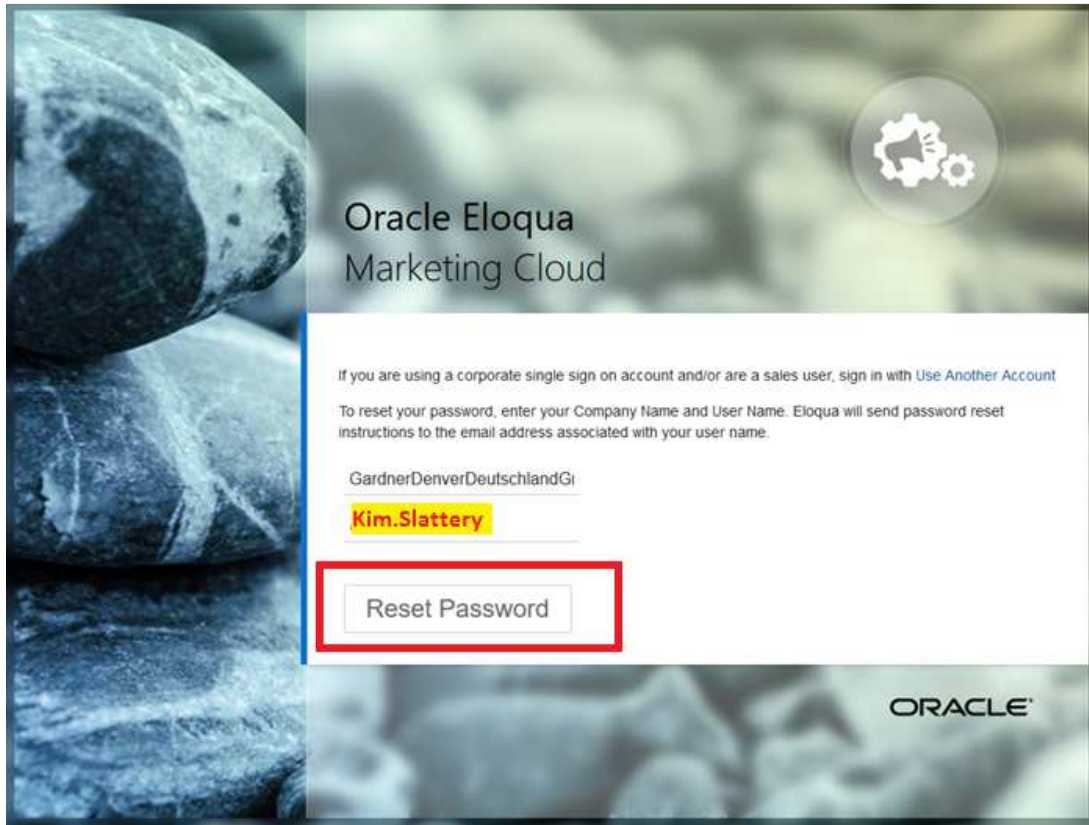 Oracle Eloqua
Marketing Cloud
If you are using a corporate single sign on account and/or are a sales user, sign in with Use Another Account
To reset your password, enter your Company Name and User Name. Eloqua will send password reset
instructions to the email address associated with your user name.
GardnerDenverDeutschlandG
Kim.Slattery
Reset Password
ORACLE